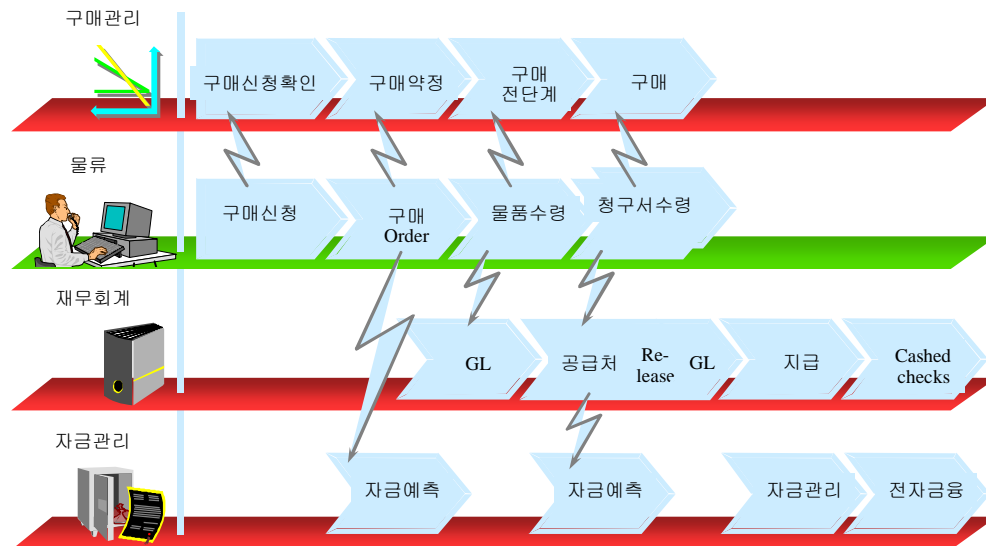 구매관리
구매신청확인
구매약정
구매
전단계
구매
물류
구매신청
구매
Order
물품수령
청구서수령
재무회계
GL
공급처
Re-
lease
GL
지급
Cashed
checks
자금관리
자금예측
자금예측
자금관리
전자금융